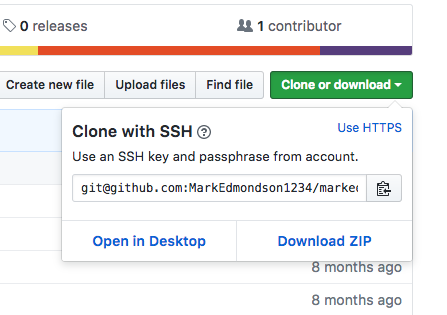 0 releases
1 contributor
Create new file
Upload files
Find file
Clone or download
Clone with SSH ?
Use HTTPS
Use an SSH key and passphrase from account.
git@github.com:MarkEdmondson1234/marked
Open in Desktop
Download ZIP
8 months ago
8 months ago